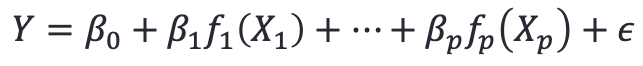 Y = β₀ + β₁f₁(X₁) + ⋯ + βₚfₚ(Xₚ) + ϵ